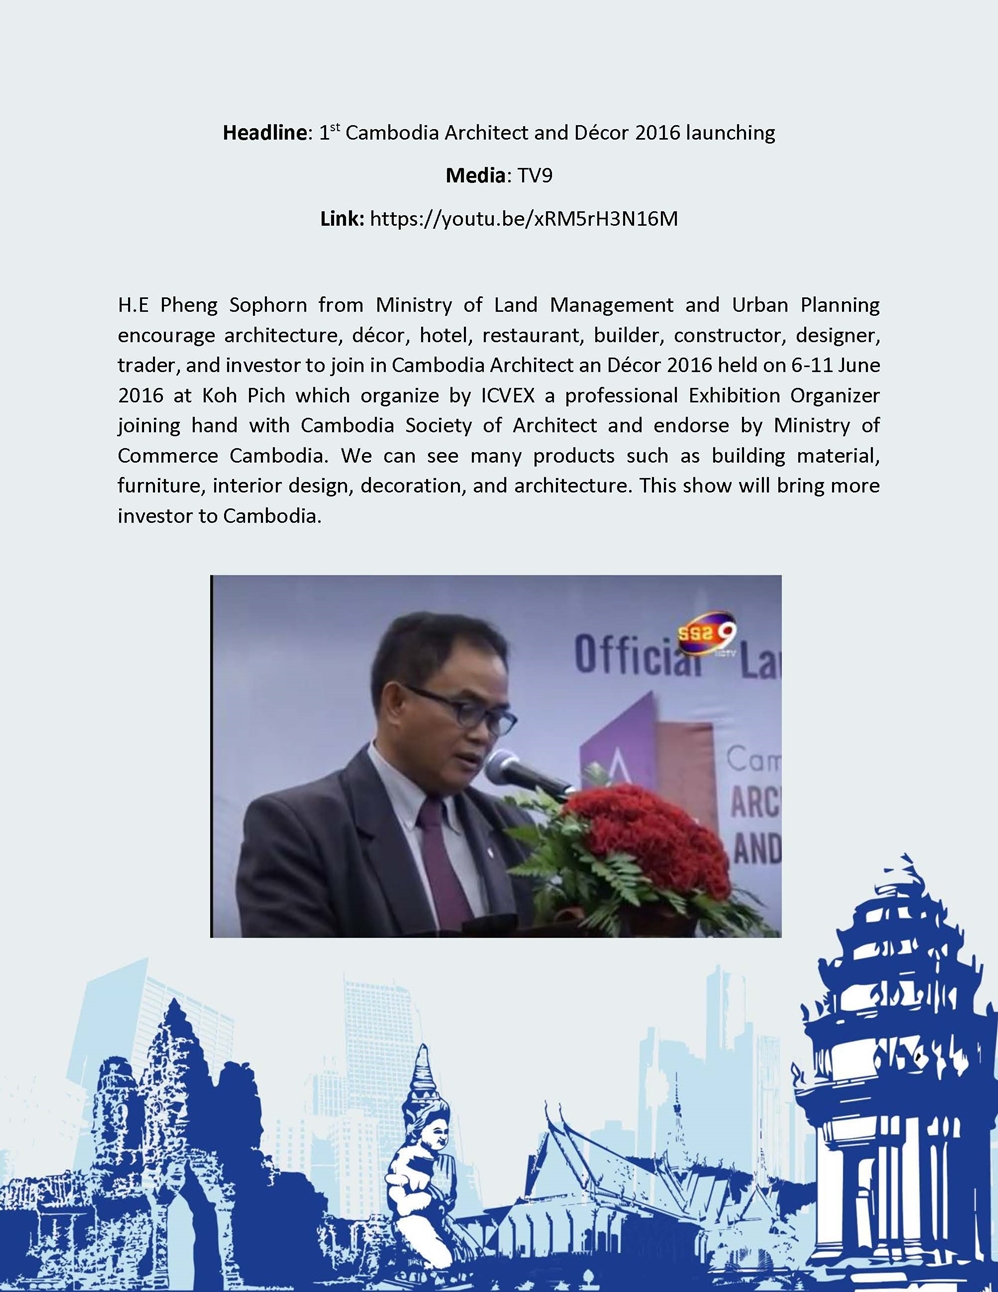 Headline: 1st Cambodia Architect and Décor 2016 launching
Media: TV9
Link: https://youtu.be/xRM5rH3N16M
H.E Pheng Sophorn from Ministry of Land Management and Urban Planning
encourage architecture, décor, hotel, restaurant, builder, constructor, designer,
trader, and investor to join in Cambodia Architect an Décor 2016 held on 6-11 June
2016 at Koh Pich which organize by ICVEX a professional Exhibition Organizer
joining hand with Cambodia Society of Architect and endorse by Ministry of
Commerce Cambodia. We can see many products such as building material,
furniture, interior design, decoration, and architecture. This show will bring more
investor to Cambodia.
9
HDTV
Official La
Cam
ARC
AND